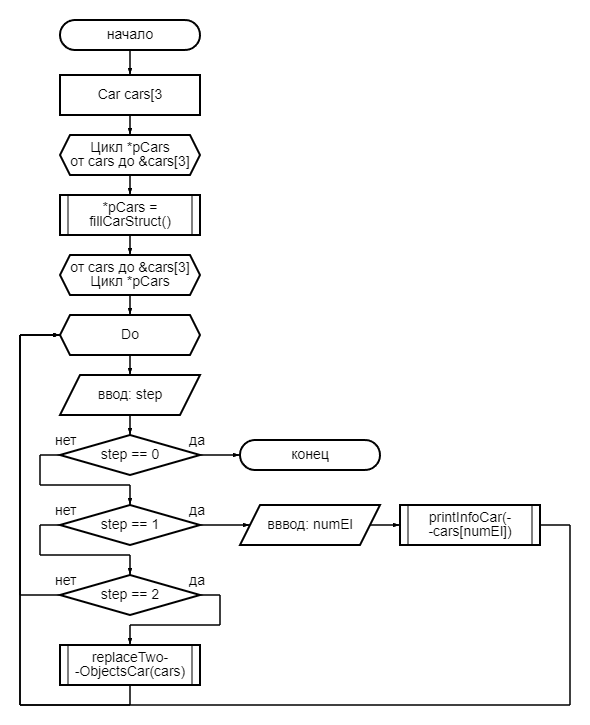 начало
Car cars[3
Цикл *pCars
от cars до &cars[3]
*pCars =
fillCarStruct()
от cars до &cars[3]
Цикл *pCars
Do
ввод: step
нет
да
step == 0
конец
нет
да
step == 1
вввод: numEl
printInfoCar(-
-cars[numEl])
нет
да
step == 2
replaceTwo-
-ObjectsCar(cars)